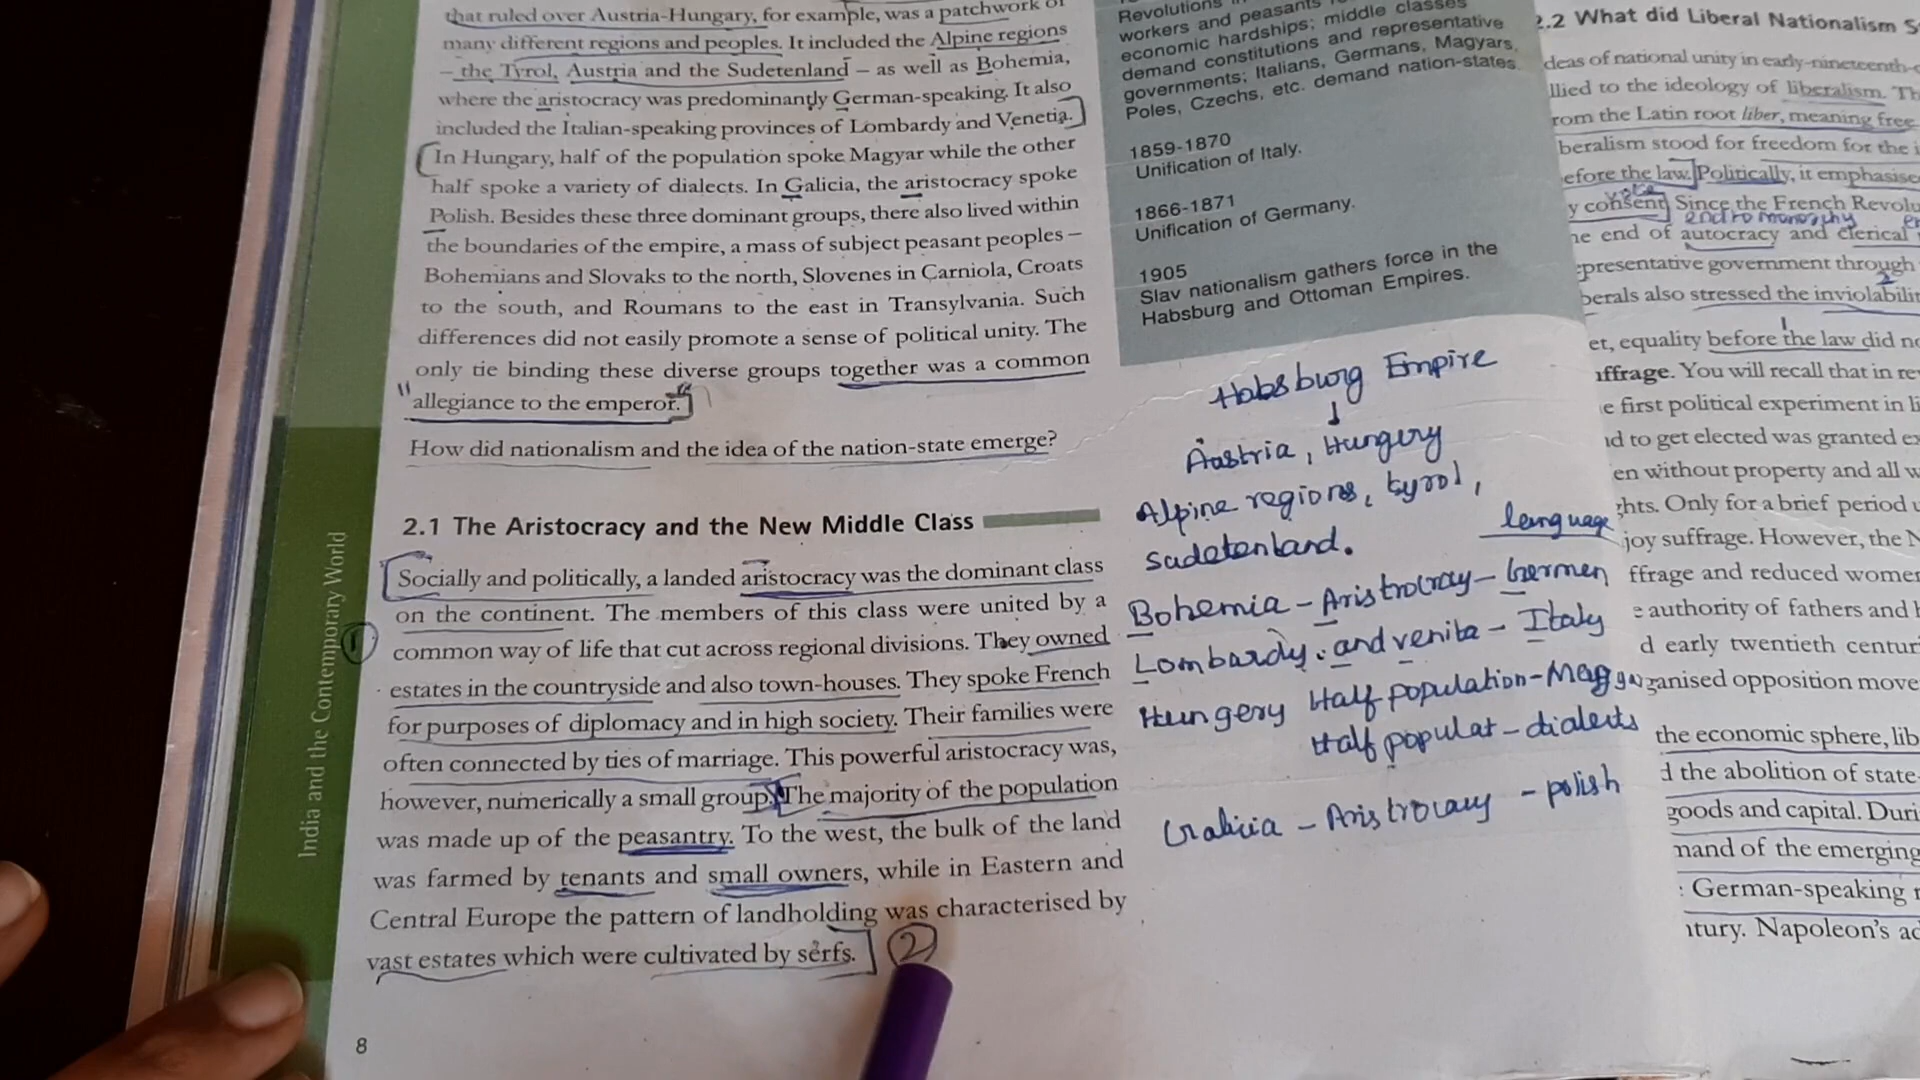 that ruled over Austria-Hungary, for example, was a patchwork of
many different regions and peoples. It included the Alpine regions
– the Tyrol, Austria and the Sudetenland – as well as Bohemia,
where the aristocracy was predominantly German-speaking. It also
included the Italian-speaking provinces of Lombardy and Venetia.
In Hungary, half of the population spoke Magyar while the other
half spoke a variety of dialects. In Galicia, the aristocracy spoke
Polish. Besides these three dominant groups, there also lived within
the boundaries of the empire, a mass of subject peasant peoples –
Bohemians and Slovaks to the north, Slovenes in Carniola, Croats
to the south, and Roumans to the east in Transylvania. Such
differences did not easily promote a sense of political unity. The
only tie binding these diverse groups together was a common
allegiance to the emperor.
How did nationalism and the idea of the nation-state emerge?
2.1 The Aristocracy and the New Middle Class
Socially and politically, a landed aristocracy was the dominant class
on the continent. The members of this class were united by a
common way of life that cut across regional divisions. They owned
estates in the countryside and also town-houses. They spoke French
for purposes of diplomacy and in high society. Their families were
often connected by ties of marriage. This powerful aristocracy was,
however, numerically a small group. The majority of the population
was made up of the peasantry. To the west, the bulk of the land
was farmed by tenants and small owners, while in Eastern and
Central Europe the pattern of landholding was characterised by
vast estates which were cultivated by serfs.
1
2
India and the Contemporary World
8
Revolutions in
workers and peasants
economic hardships; middle classes
demand constitutions and representative
governments; Italians, Germans, Magyars,
Poles, Czechs, etc. demand nation-states.
1859-1870
Unification of Italy.
1866-1871
Unification of Germany.
1905
Slav nationalism gathers force in the
Habsburg and Ottoman Empires.
Habsburg Empire
↓
Austria, Hungery
Alpine regions, tyrol,
sudetenland.
language
Bohemia – Aristrocray – Germen
Lombardy and venita – Italy
Hungery Half population – Magy
Half populat – dialects
Galicia – Aristrocray – polish
2.2 What did Liberal Nationalism S
deas of national unity in early-nineteenth-
llied to the ideology of liberalism. Th
rom the Latin root liber, meaning free
beralism stood for freedom for the i
efore the law. Politically, it emphasise
vote
y consent. Since the French Revolu
end to monarchy
he end of autocracy and clerical
epresentative government through
2
berals also stressed the inviolabilit
et, equality before the law did no
uffrage. You will recall that in re
e first political experiment in li
nd to get elected was granted ex
en without property and all w
ghts. Only for a brief period
joy suffrage. However, the N
ffrage and reduced women
e authority of fathers and h
d early twentieth centur
ganised opposition move
the economic sphere, lib
d the abolition of state-
goods and capital. Duri
mand of the emerging
: German-speaking r
ntury. Napoleon's ad